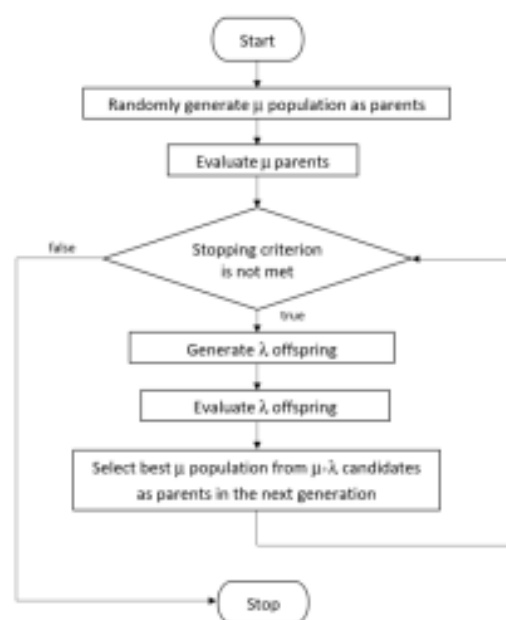 Start
Randomly generate μ population as parents
Evaluate μ parents
false
Stopping criterion
is not met
true
Generate λ offspring
Evaluate λ offspring
Select best μ population from μ-λ candidates
as parents in the next generation
Stop